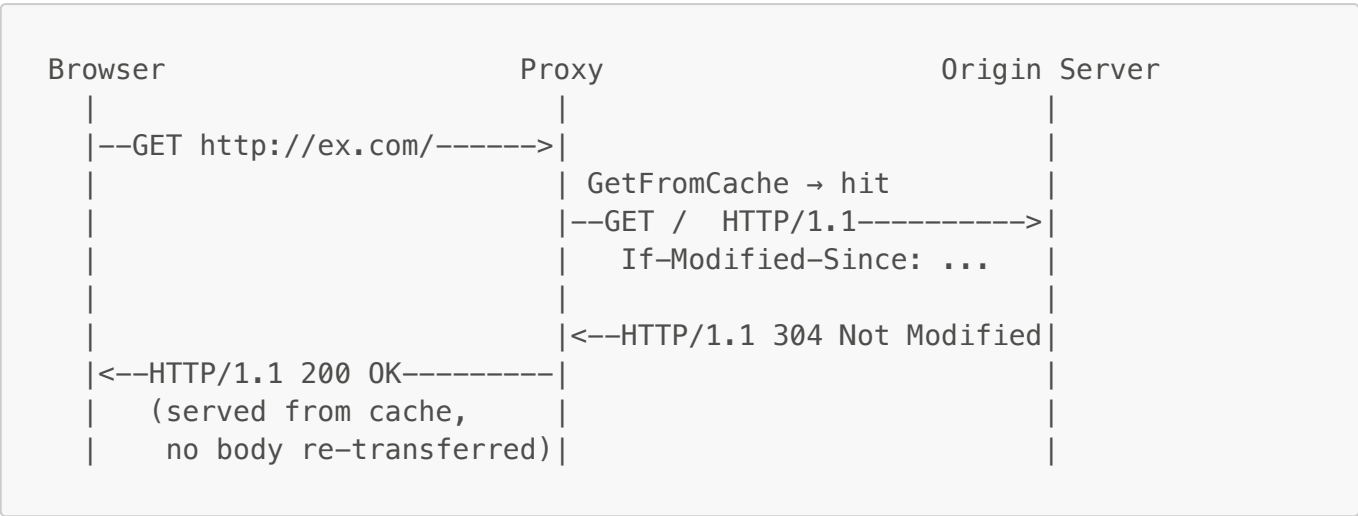 Browser                     Proxy                    Origin Server
   |                           |                            |
   |--GET http://ex.com/------>|                            |
   |                           | GetFromCache → hit         |
   |                           |--GET /  HTTP/1.1---------->|
   |                           |   If-Modified-Since: ...   |
   |                           |                            |
   |                           |<--HTTP/1.1 304 Not Modified|
   |<--HTTP/1.1 200 OK---------|                            |
   |   (served from cache,     |                            |
   |    no body re-transferred)|                            |